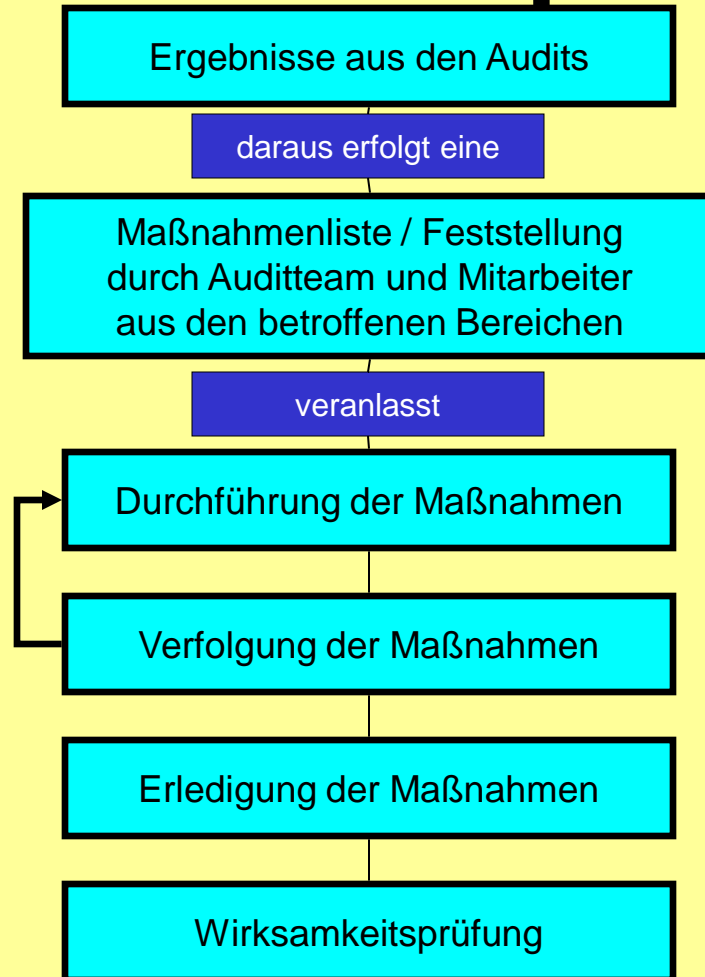 Ergebnisse aus den Audits
daraus erfolgt eine
Maßnahmenliste / Feststellung
durch Auditteam und Mitarbeiter
aus den betroffenen Bereichen
veranlasst
Durchführung der Maßnahmen
Verfolgung der Maßnahmen
Erledigung der Maßnahmen
Wirksamkeitsprüfung